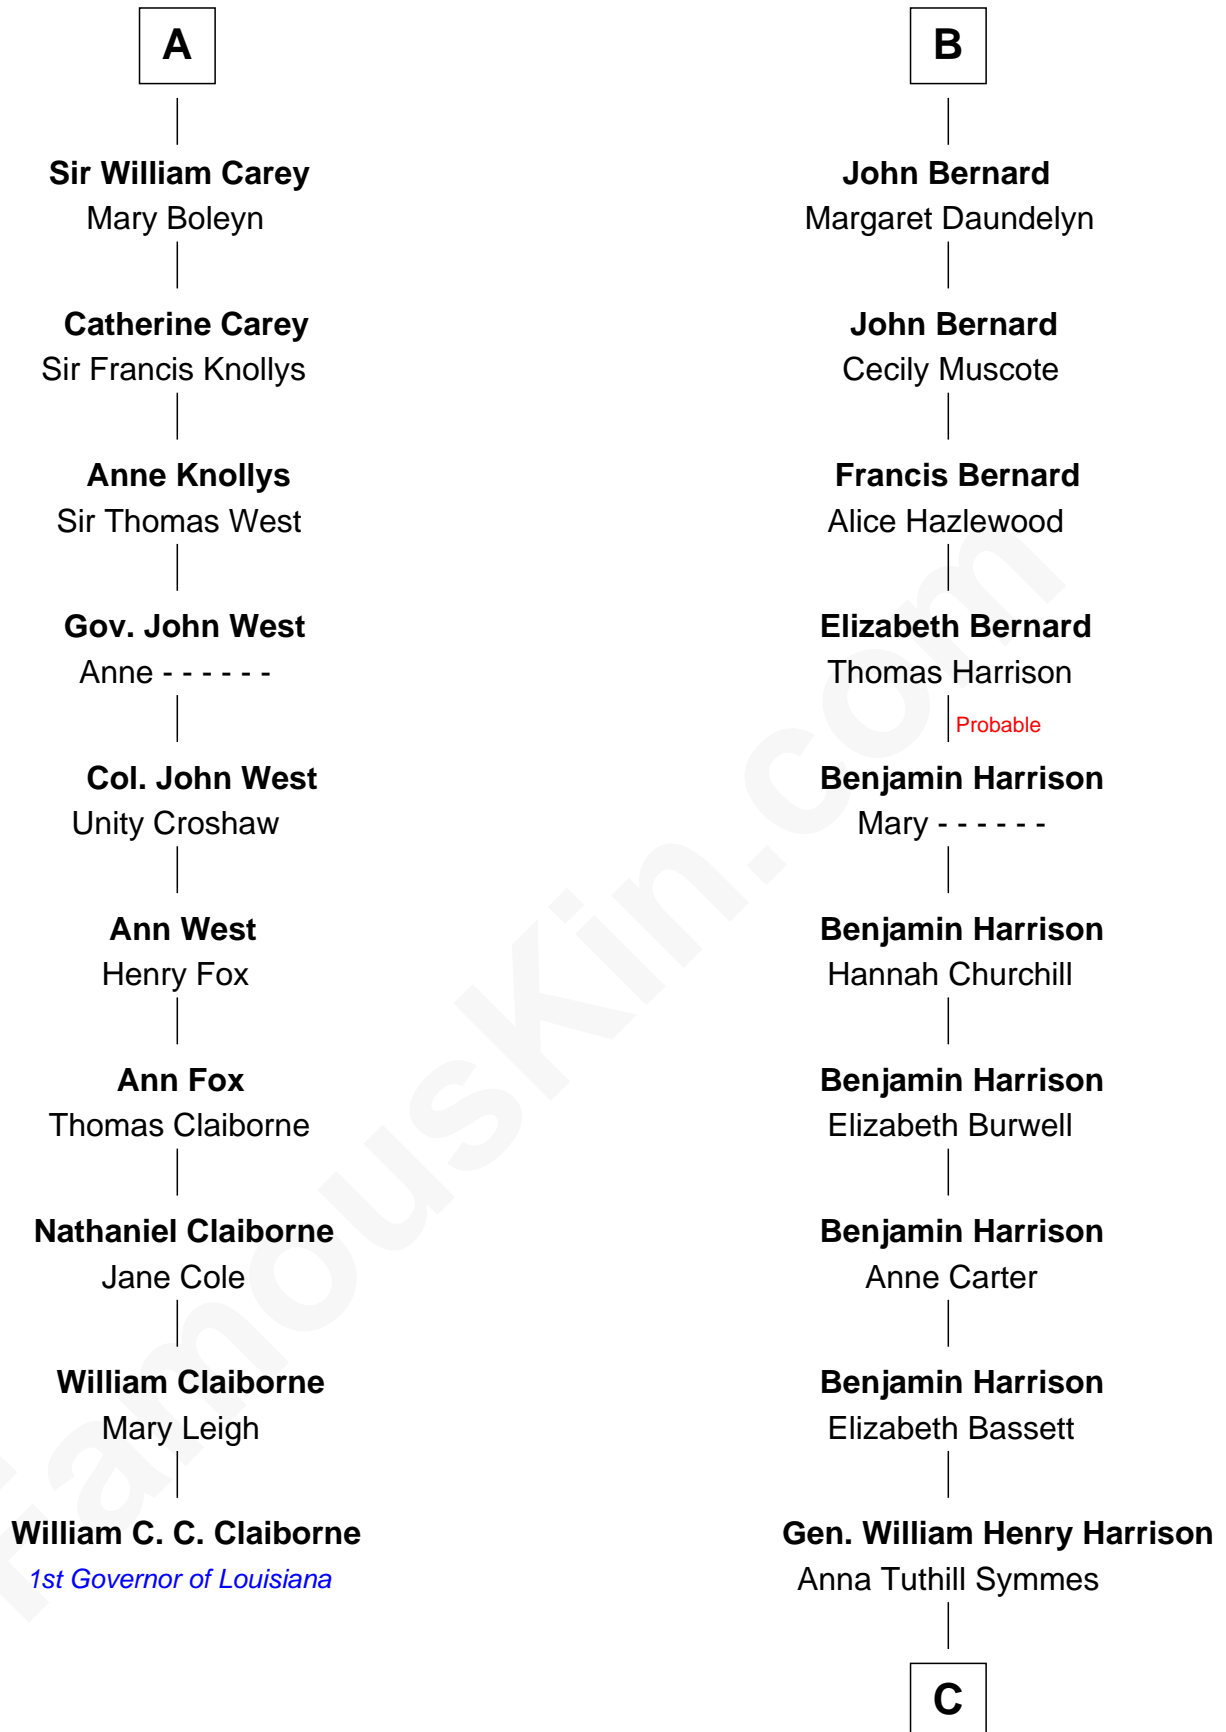 A
Sir William Carey
Mary Boleyn
Catherine Carey
Sir Francis Knollys
Anne Knollys
Sir Thomas West
Gov. John West
Anne - - - - - -
Col. John West
Unity Croshaw
Ann West
Henry Fox
Ann Fox
Thomas Claiborne
Nathaniel Claiborne
Jane Cole
William Claiborne
Mary Leigh
William C. C. Claiborne
1st Governor of Louisiana
B
John Bernard
Margaret Daundelyn
John Bernard
Cecily Muscote
Francis Bernard
Alice Hazlewood
Elizabeth Bernard
Thomas Harrison
Probable
Benjamin Harrison
Mary - - - - - -
Benjamin Harrison
Hannah Churchill
Benjamin Harrison
Elizabeth Burwell
Benjamin Harrison
Anne Carter
Benjamin Harrison
Elizabeth Bassett
Gen. William Henry Harrison
Anna Tuthill Symmes
C
famousKin.com